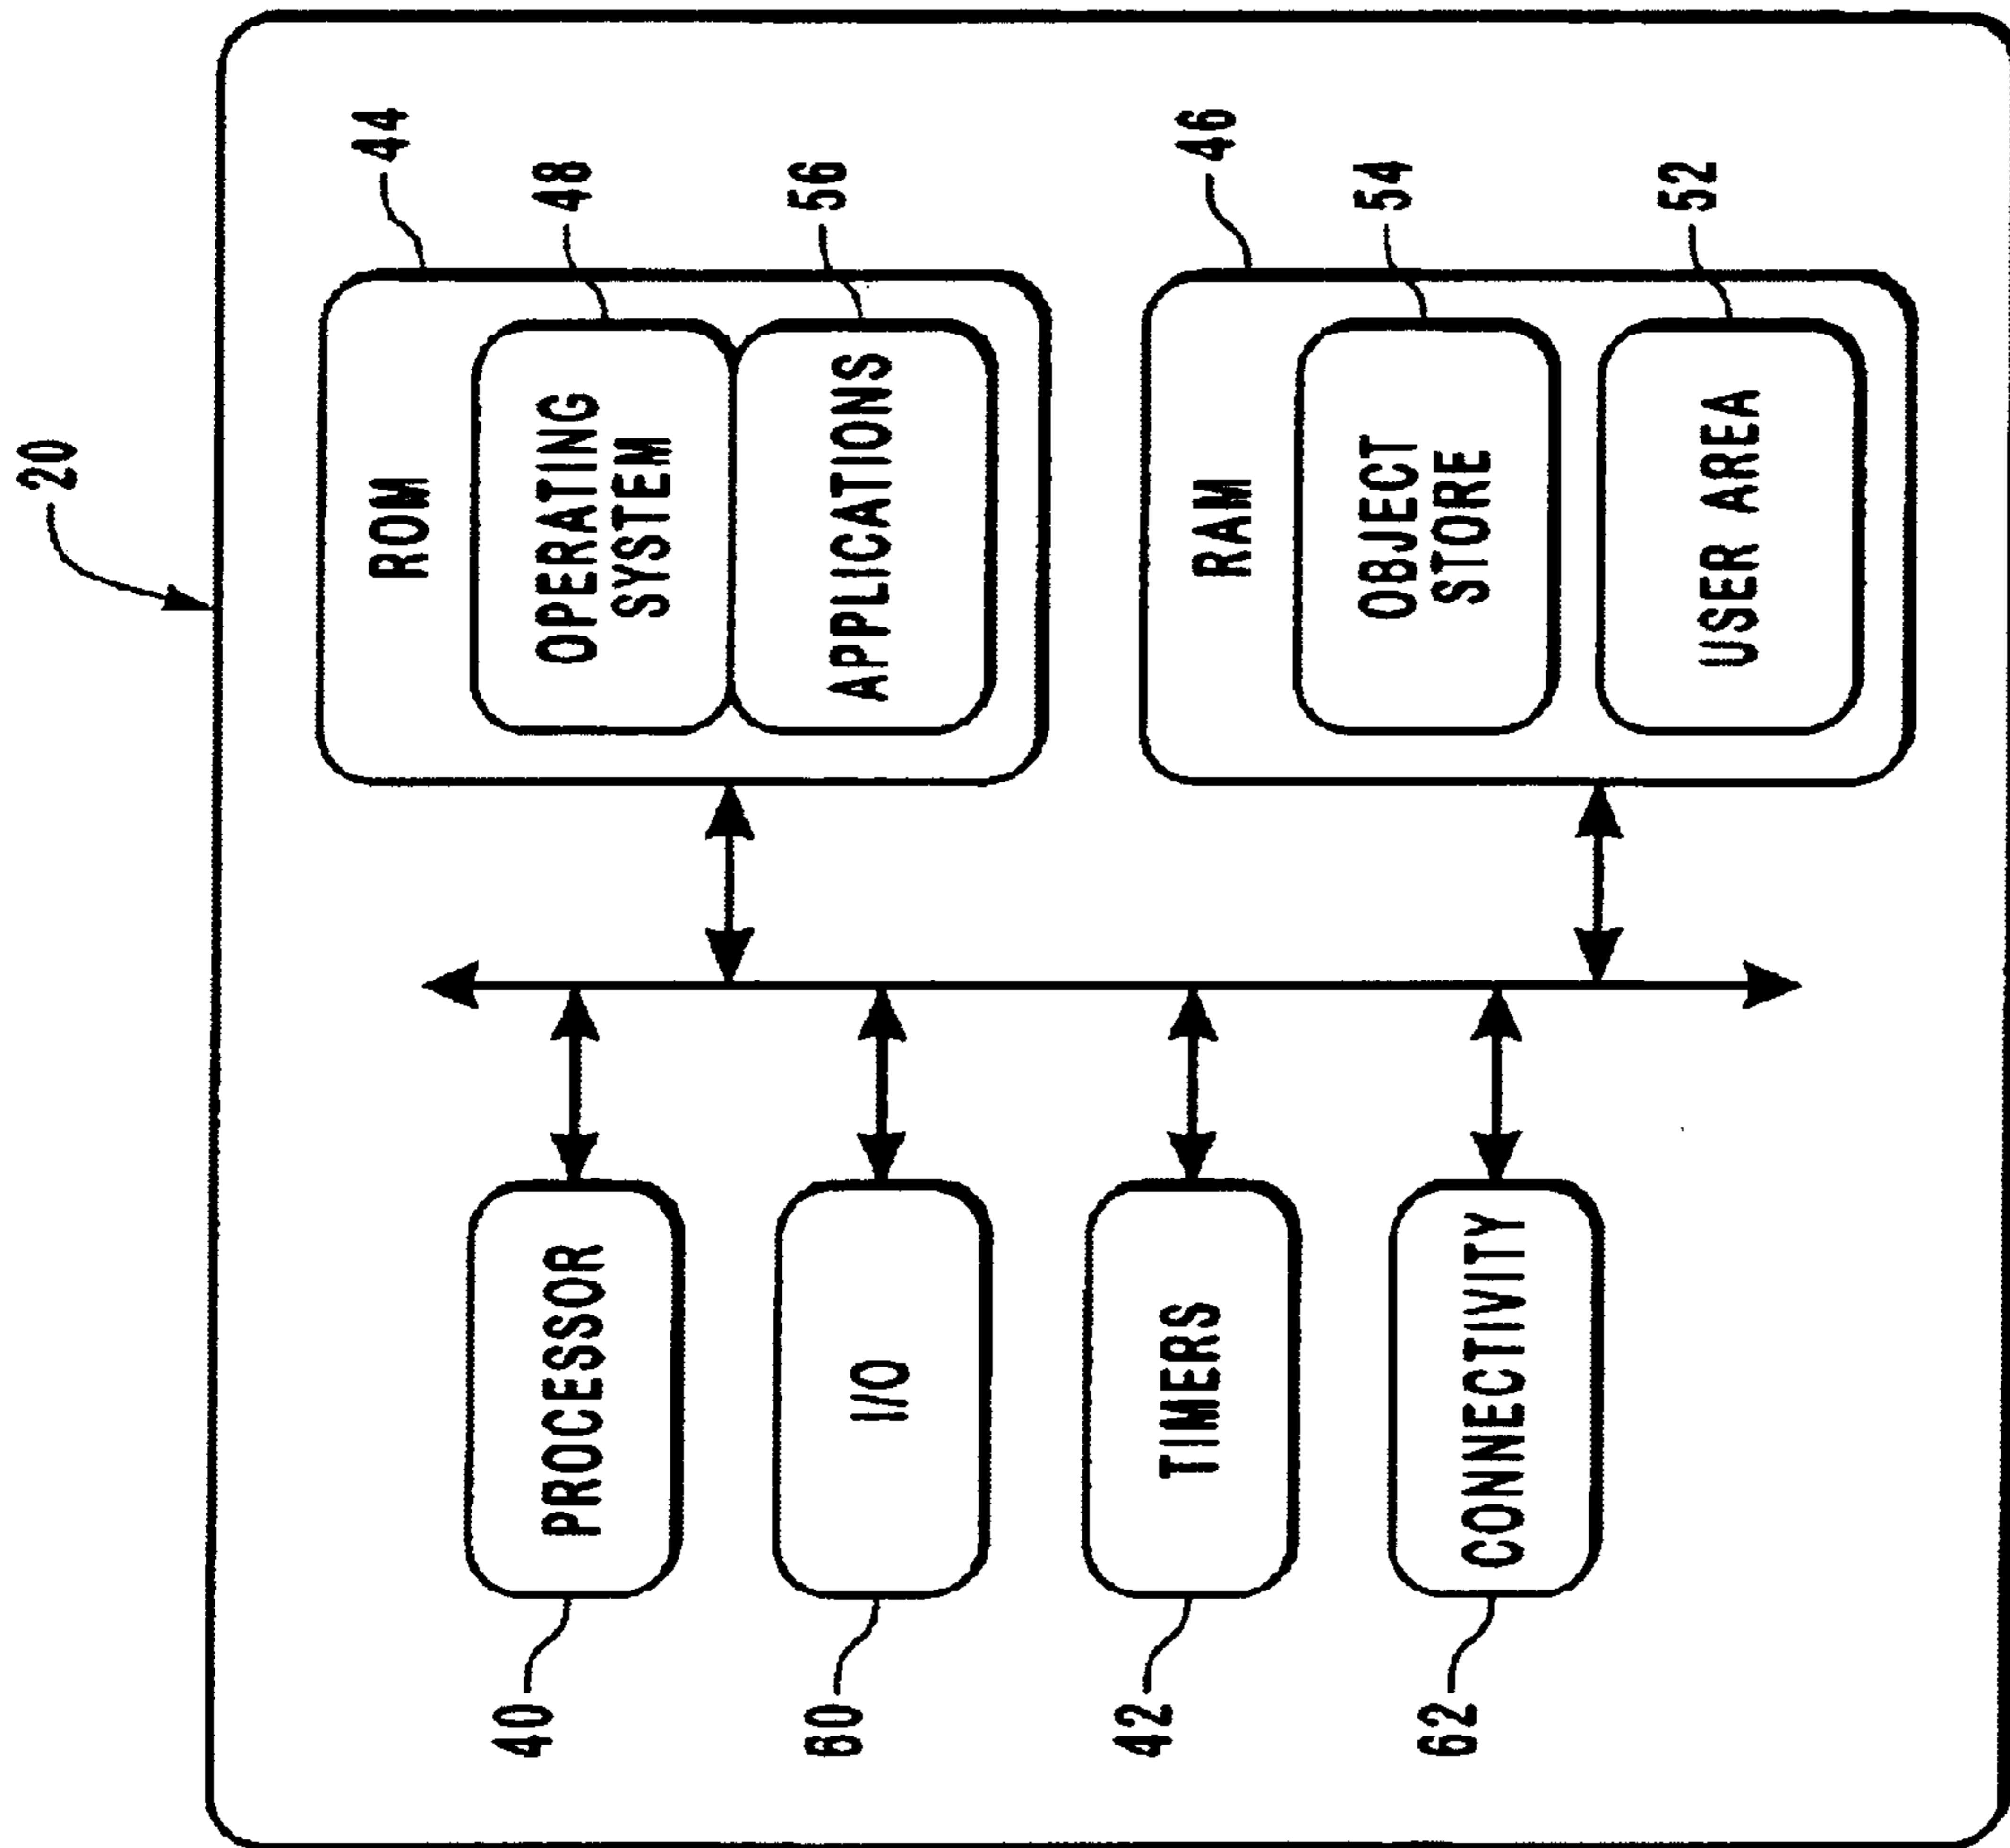 20
ROM
44
40
PROCESSOR
OPERATING
SYSTEM
48
60
I/O
APPLICATIONS
56
42
TIMERS
RAM
46
OBJECT
STORE
54
62
CONNECTIVITY
USER AREA
52